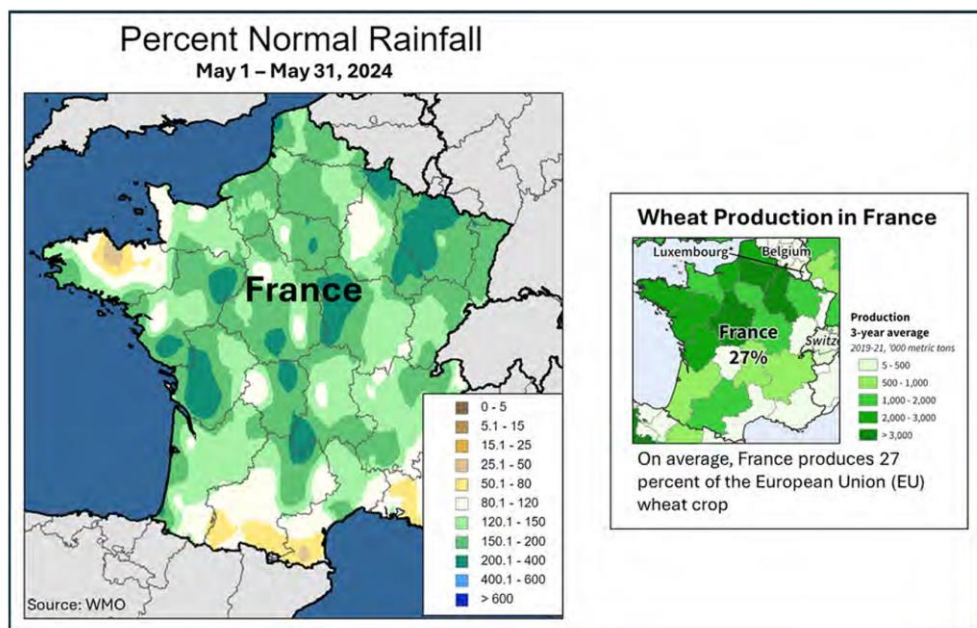 Percent Normal Rainfall
May 1 – May 31, 2024
France
0 - 5
5.1 - 15
15.1 - 25
25.1 - 50
50.1 - 80
80.1 - 120
120.1 - 150
150.1 - 200
200.1 - 400
400.1 - 600
> 600
Source: WMO
Wheat Production in France
Luxembourg*
Belgium
France
27%
Switze
Production
3-year average
2019-21, '000 metric tons
5 - 500
500 - 1,000
1,000 - 2,000
2,000 - 3,000
> 3,000
On average, France produces 27
percent of the European Union (EU)
wheat crop